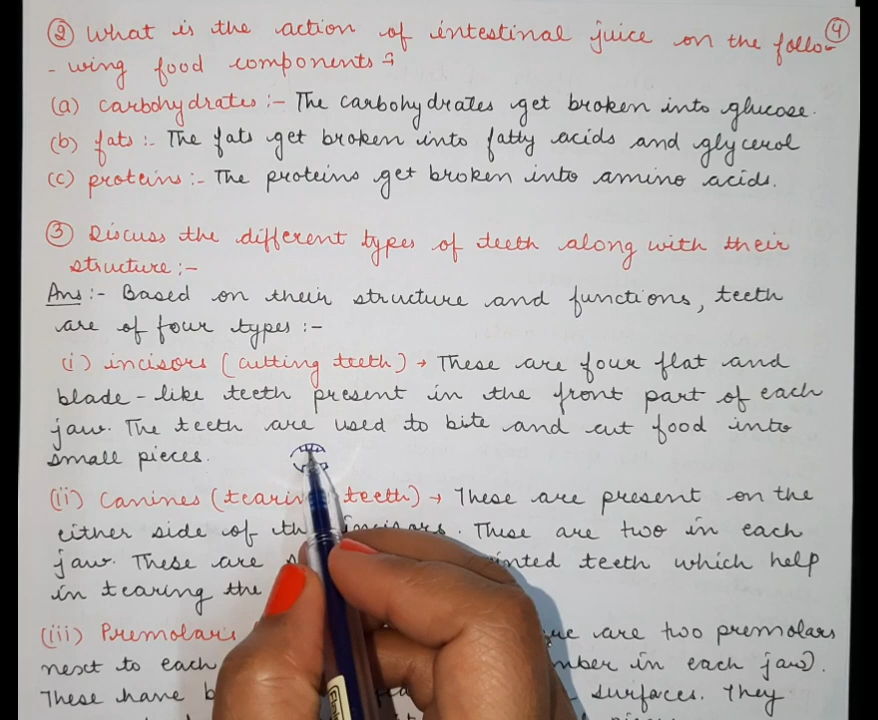 ④
② What is the action of intestinal juice on the follo-
- wing food components :-
(a) carbohydrates :- The carbohydrates get broken into glucose.
(b) fats :- The fats get broken into fatty acids and glycerol
(c) proteins :- The proteins get broken into amino acids.
③ Discuss the different types of teeth along with their
structure :-
Ans :- Based on their structure and functions, teeth
are of four types :-
(i) incisors (cutting teeth) → These are four flat and
blade-like teeth present in the front part of each
jaw. The teeth are used to bite and cut food into
small pieces.
(ii) Canines (tearing teeth) → These are present on the
either side of the incisors. These are two in each
jaw. These are teeth which help
in tearing the
(iii) Premolars are two premolars
next to each in each jaw).
These have surfaces. They